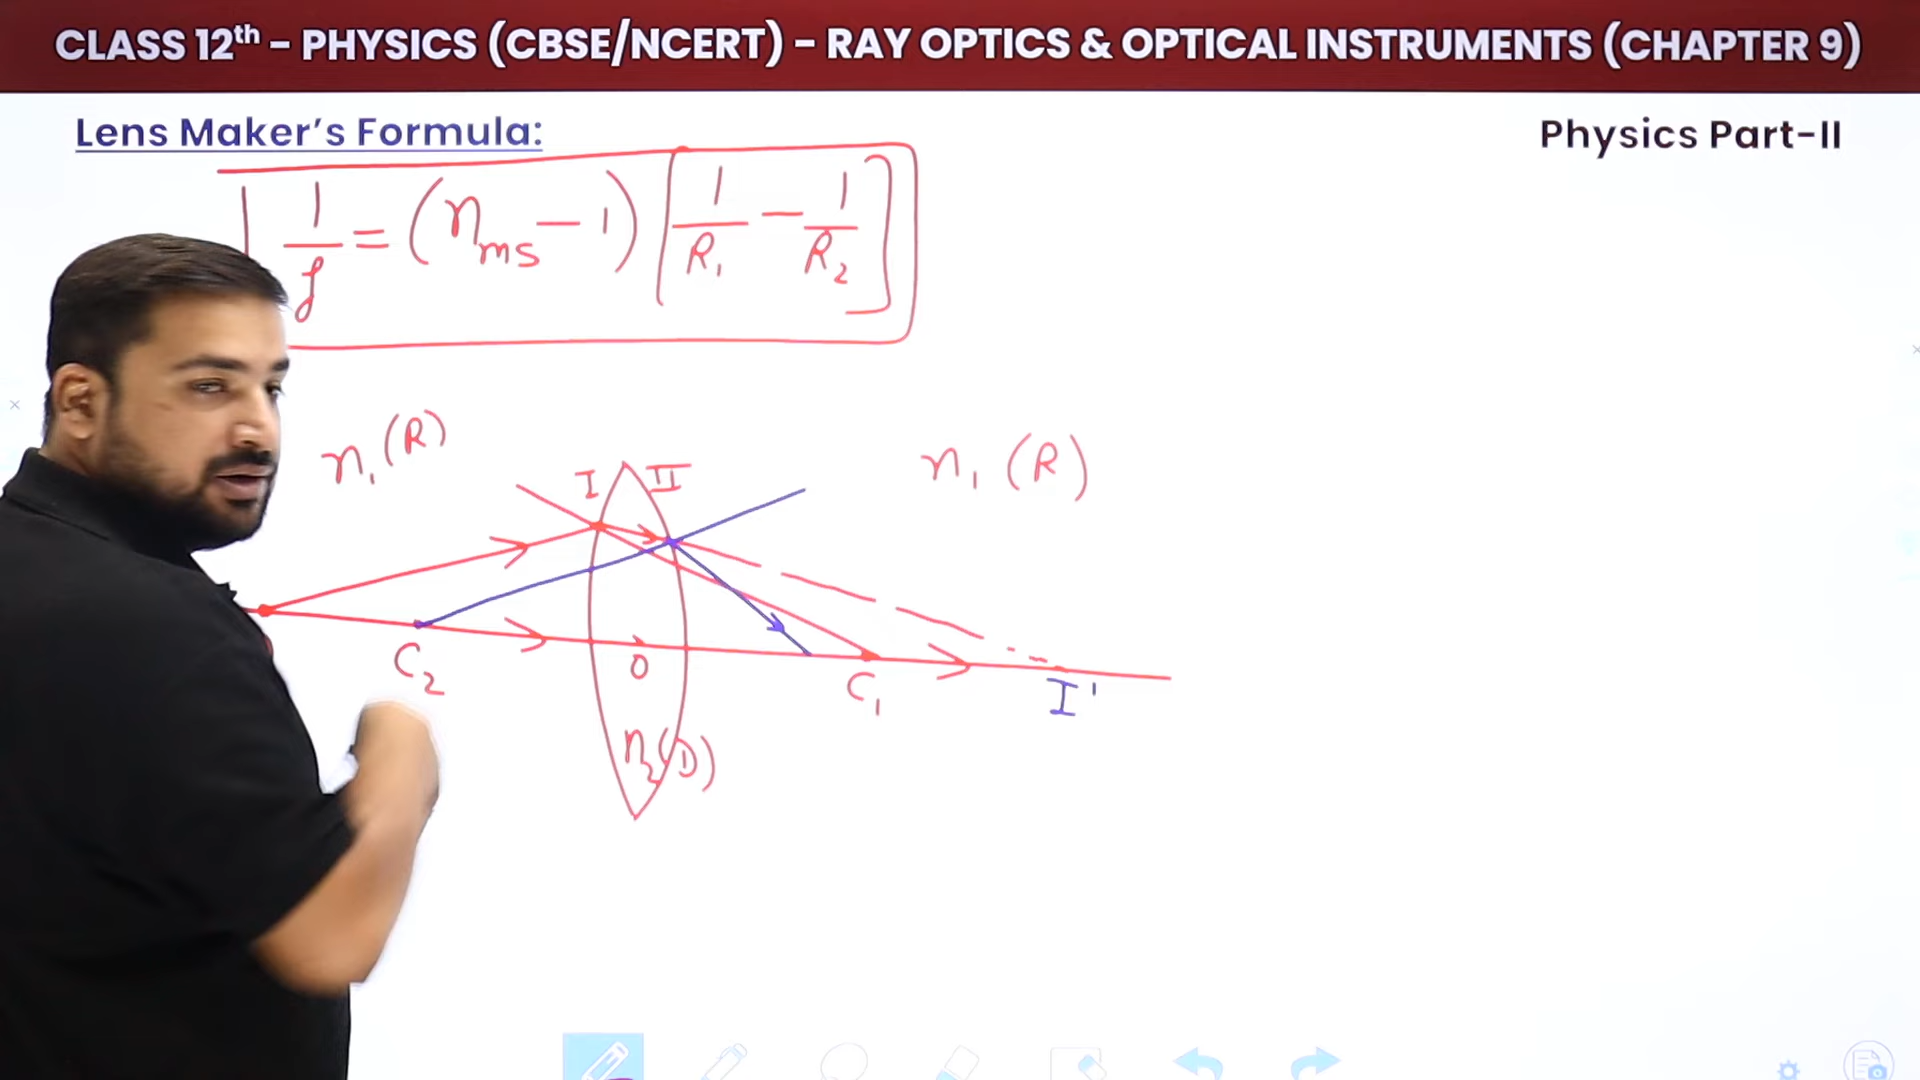 CLASS 12th – PHYSICS (CBSE/NCERT) – RAY OPTICS & OPTICAL INSTRUMENTS (CHAPTER 9)
Lens Maker's Formula:
Physics Part-II
1/f = (n_ms − 1) [1/R₁ − 1/R₂]
n₁ (R)
n₁ (R)
I II
C₂
O
C₁
I'
n₂(D)